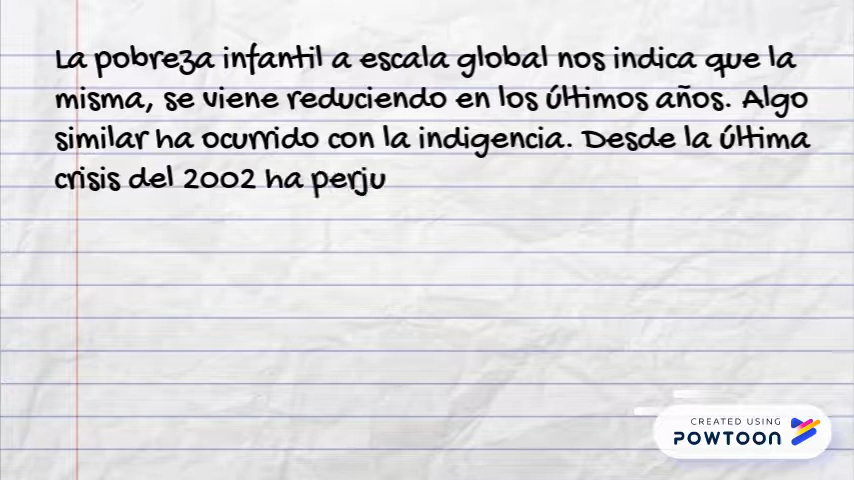 La pobreza infantil a escala global nos indica que la
misma, se viene reduciendo en los últimos años. Algo
similar ha ocurrido con la indigencia. Desde la última
crisis del 2002 ha perju
CREATED USING
POWTOON